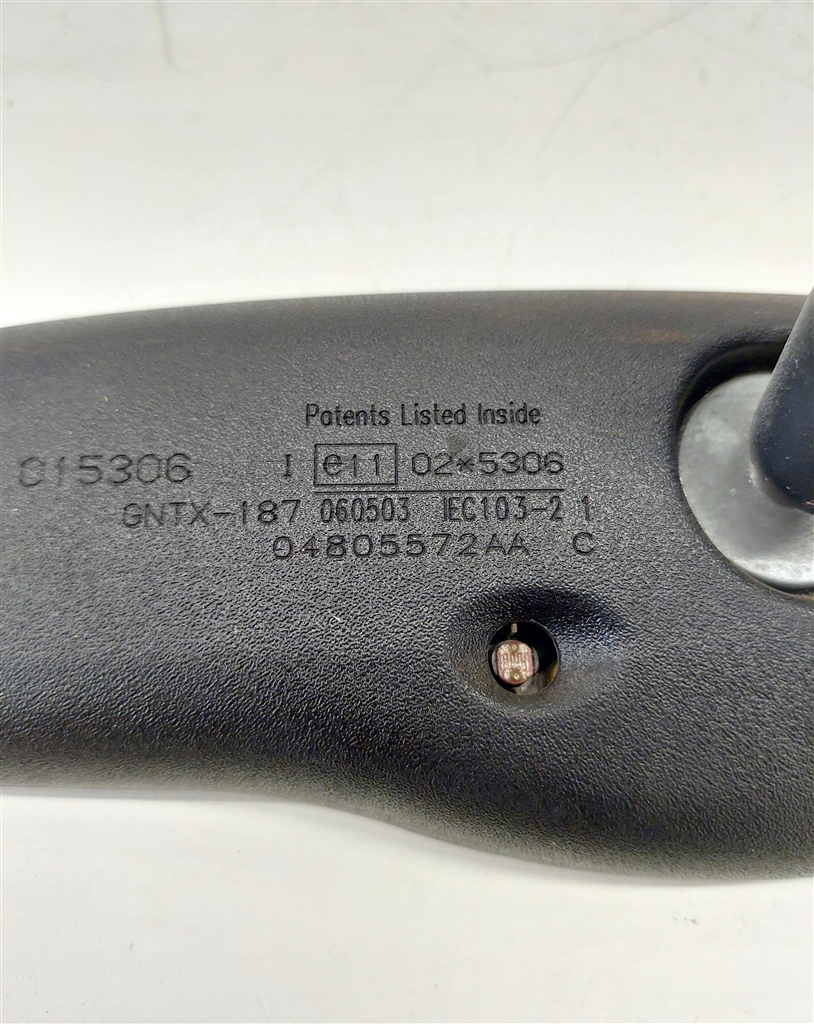 Patents Listed Inside
015306 I e11 02*5306
GNTX-187 060503 IEC103-2 1
04805572AA C